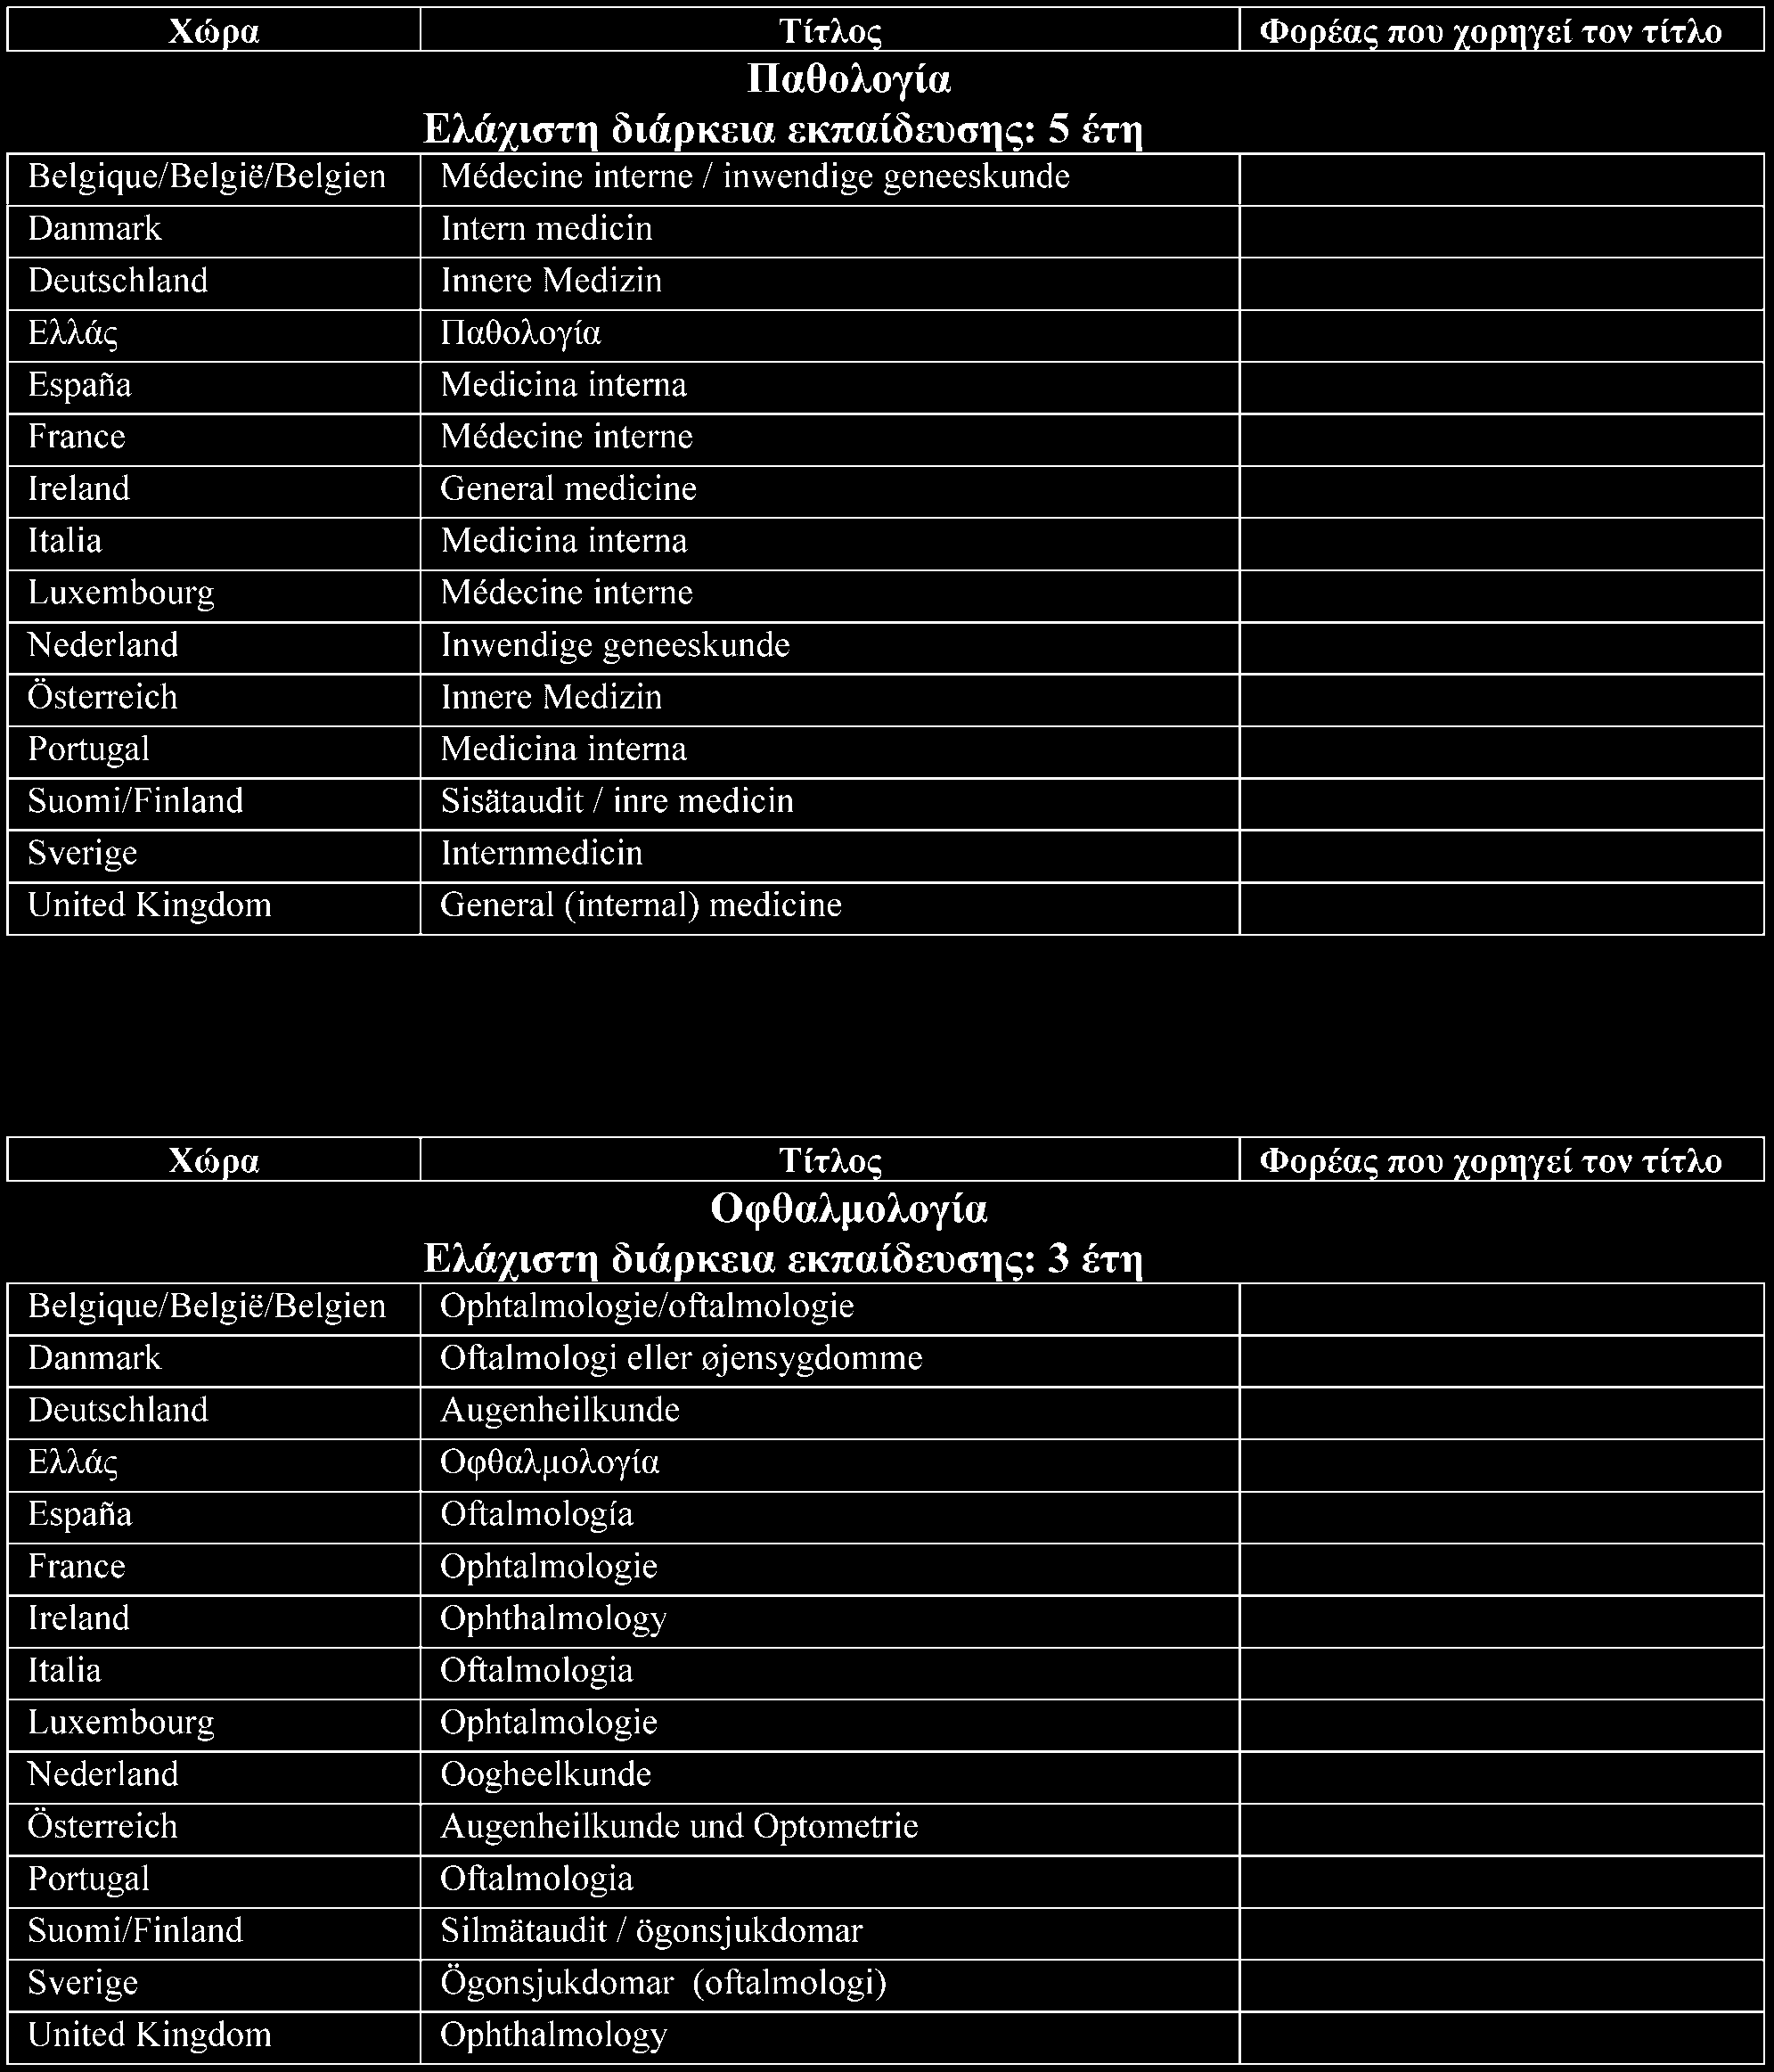 Χώρα Τίτλος Φορέας που χορηγεί τον τίτλο
Παθολογία
Ελάχιστη διάρκεια εκπαίδευσης: 5 έτη
Belgique/België/Belgien Médecine interne / inwendige geneeskunde
Danmark Intern medicin
Deutschland Innere Medizin
Ελλάς Παθολογία
España Medicina interna
France Médecine interne
Ireland General medicine
Italia Medicina interna
Luxembourg Médecine interne
Nederland Inwendige geneeskunde
Österreich Innere Medizin
Portugal Medicina interna
Suomi/Finland Sisätaudit / inre medicin
Sverige Internmedicin
United Kingdom General (internal) medicine
Χώρα Τίτλος Φορέας που χορηγεί τον τίτλο
Οφθαλμολογία
Ελάχιστη διάρκεια εκπαίδευσης: 3 έτη
Belgique/België/Belgien Ophtalmologie/oftalmologie
Danmark Oftalmologi eller øjensygdomme
Deutschland Augenheilkunde
Ελλάς Οφθαλμολογία
España Oftalmología
France Ophtalmologie
Ireland Ophthalmology
Italia Oftalmologia
Luxembourg Ophtalmologie
Nederland Oogheelkunde
Österreich Augenheilkunde und Optometrie
Portugal Oftalmologia
Suomi/Finland Silmätaudit / ögonsjukdomar
Sverige Ögonsjukdomar (oftalmologi)
United Kingdom Ophthalmology